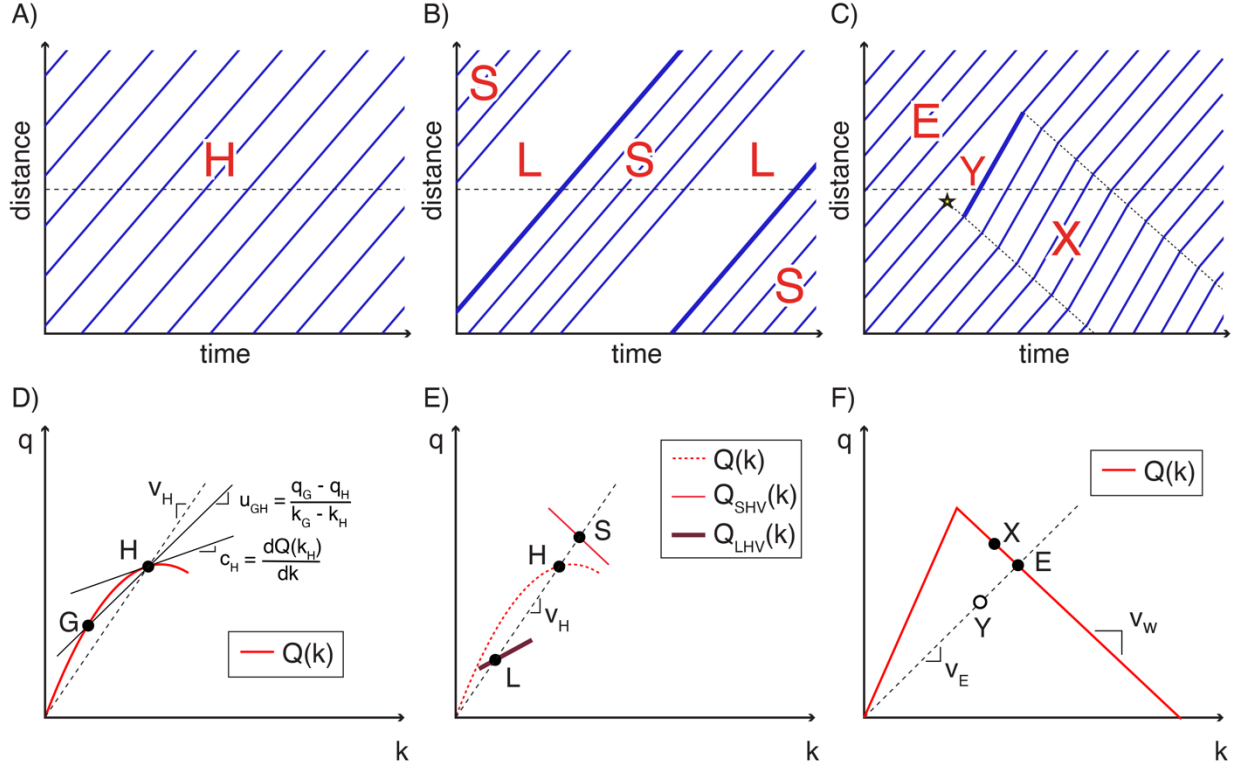 A)
distance
H
time
B)
distance
S
L
S
L
S
time
C)
distance
E
Y
X
time
D)
q
v_H
u_GH = (q_G - q_H) / (k_G - k_H)
H
c_H = dQ(k_H) / dk
G
Q(k)
k
E)
q
Q(k)
Q_SHV(k)
Q_LHV(k)
S
H
v_H
L
k
F)
q
Q(k)
X
E
Y
v_W
v_E
k